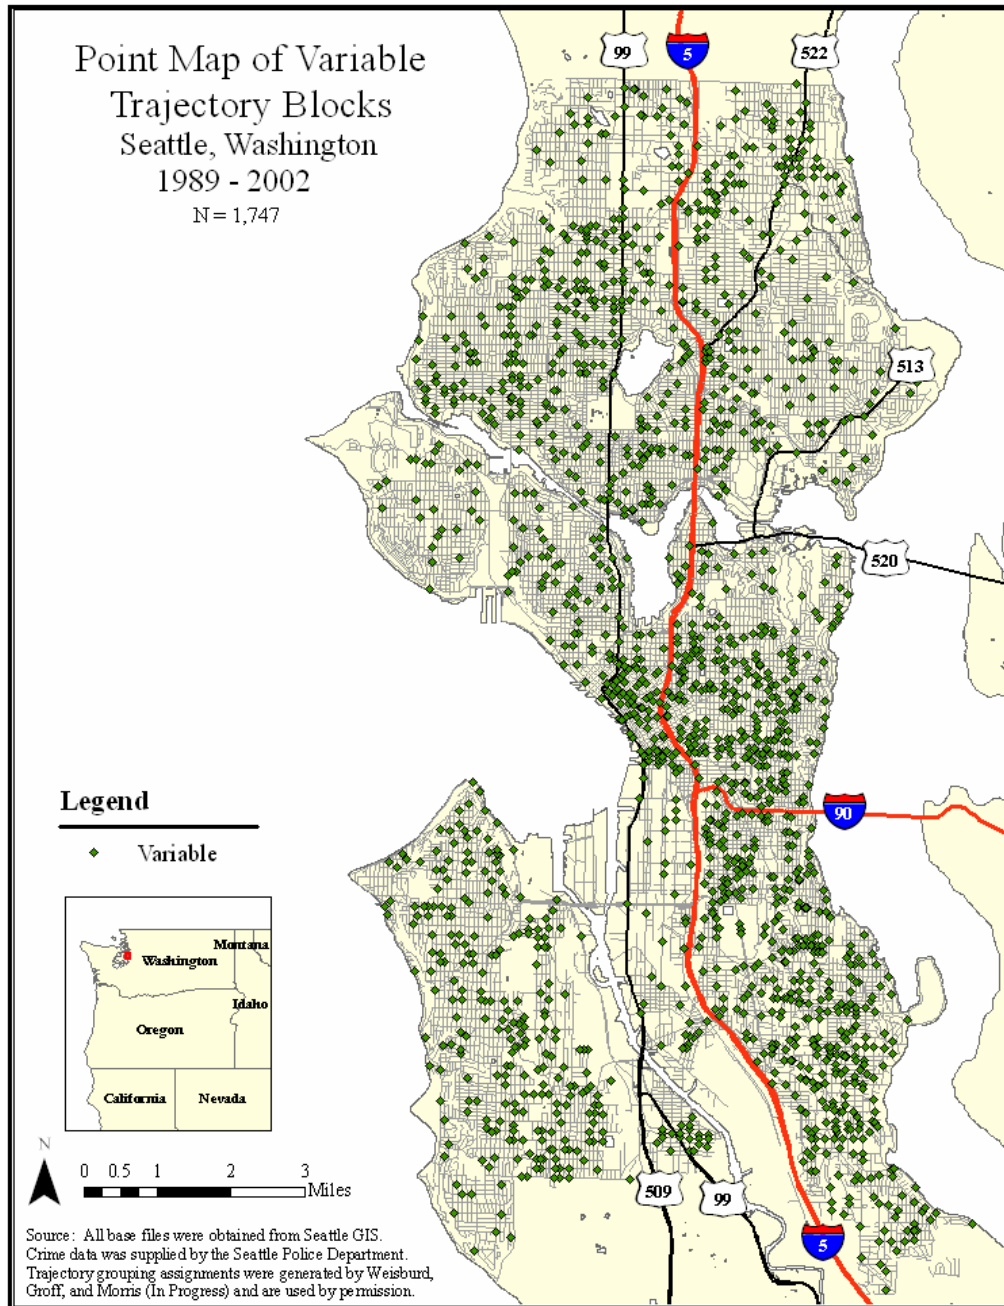 Point Map of Variable
Trajectory Blocks
Seattle, Washington
1989 - 2002
N = 1,747
99
5
522
513
520
90
Legend
Variable
Montana
Washington
Idaho
Oregon
California
Nevada
N
0 0.5 1 2 3
Miles
509
99
5
Source: All base files were obtained from Seattle GIS.
Crime data was supplied by the Seattle Police Department.
Trajectory grouping assignments were generated by Weisburd,
Groff, and Morris (In Progress) and are used by permission.